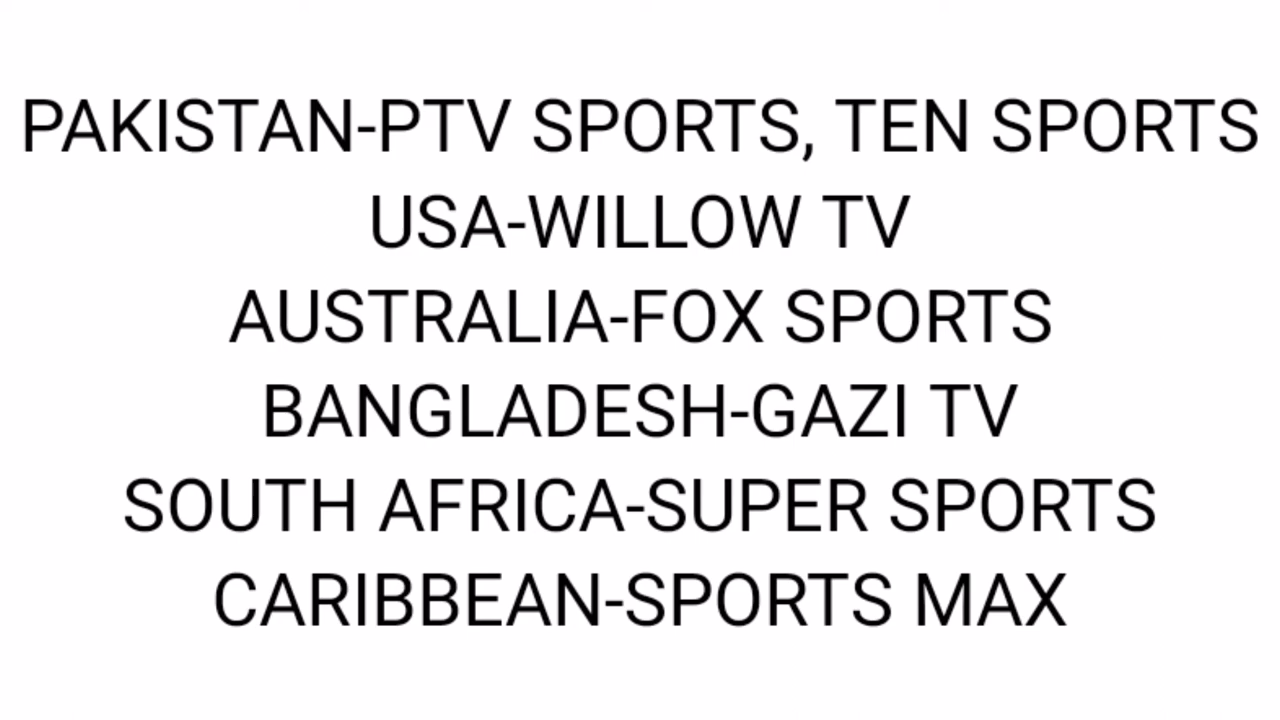 PAKISTAN-PTV SPORTS, TEN SPORTS
USA-WILLOW TV
AUSTRALIA-FOX SPORTS
BANGLADESH-GAZI TV
SOUTH AFRICA-SUPER SPORTS
CARIBBEAN-SPORTS MAX